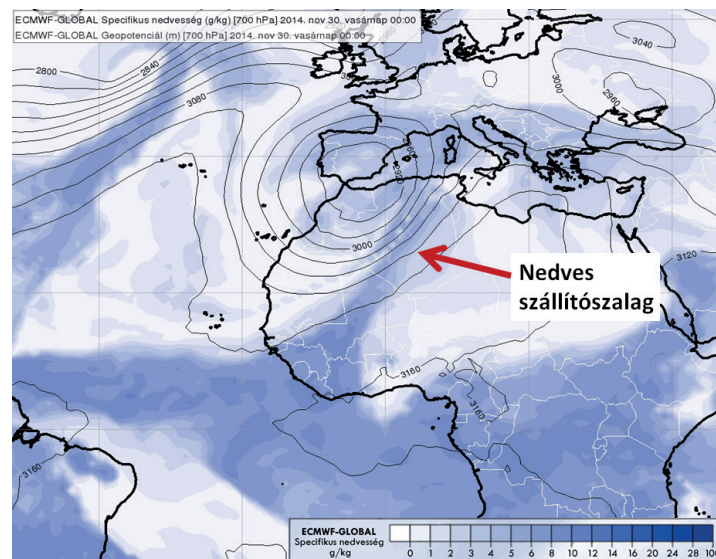 ECMWF-GLOBAL Specifikus nedvesség (g/kg) [700 hPa] 2014. nov 30. vasárnap 00:00
ECMWF-GLOBAL Geopotenciál (m) [700 hPa] 2014. nov 30. vasárnap 00:00
2800
2840
3080
3040
3000
2960
2920
3000
3120
3160
3160
3160
Nedves
szállítószalag
ECMWF-GLOBAL
Specifikus nedvesség
g/kg
0 1 2 3 4 5 6 8 10 12 14 16 20 24 28